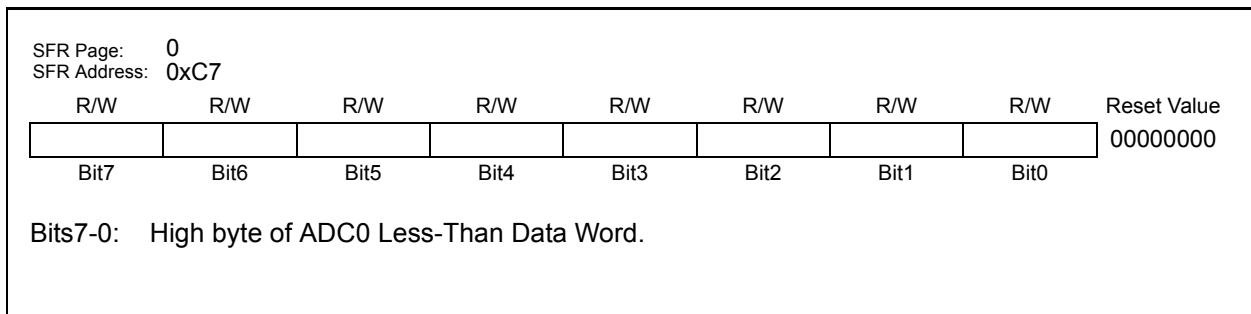 SFR Page: 0
SFR Address: 0xC7
R/W R/W R/W R/W R/W R/W R/W R/W Reset Value
00000000
Bit7 Bit6 Bit5 Bit4 Bit3 Bit2 Bit1 Bit0
Bits7-0: High byte of ADC0 Less-Than Data Word.